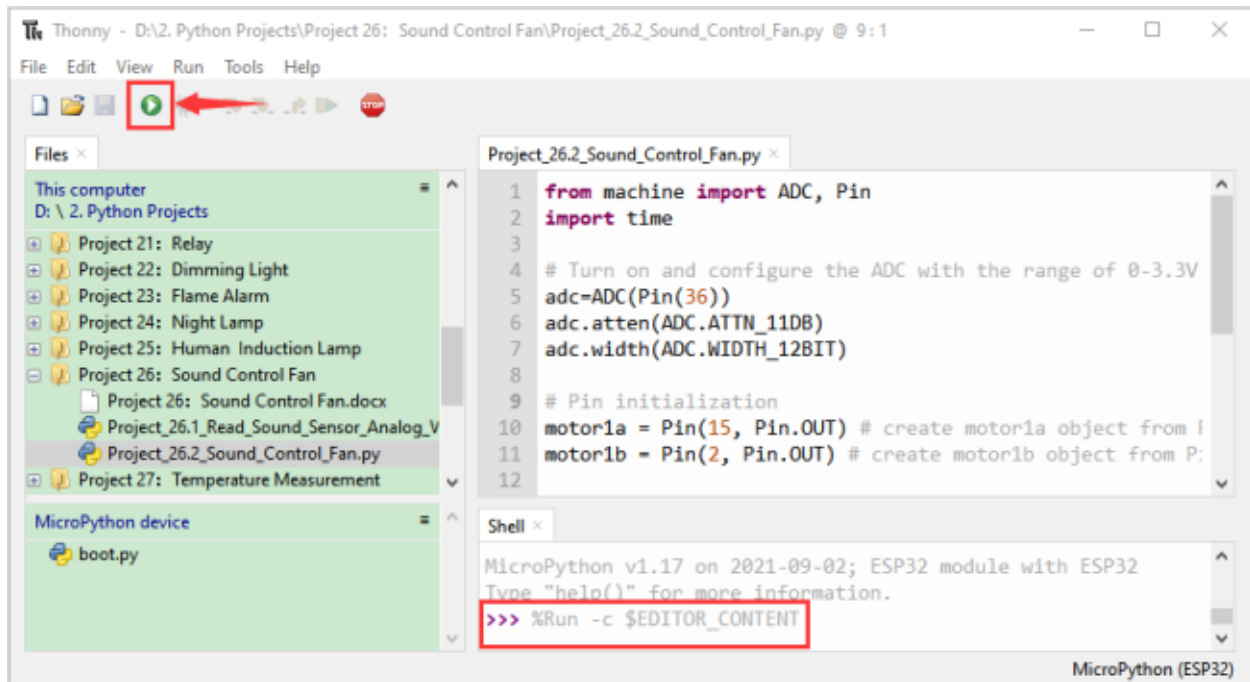 Thonny - D:\2. Python Projects\Project 26： Sound Control Fan\Project_26.2_Sound_Control_Fan.py @ 9:1
File Edit View Run Tools Help
STOP
Files
This computer
D: \ 2. Python Projects
Project 21： Relay
Project 22： Dimming Light
Project 23： Flame Alarm
Project 24： Night Lamp
Project 25： Human Induction Lamp
Project 26： Sound Control Fan
Project 26： Sound Control Fan.docx
Project_26.1_Read_Sound_Sensor_Analog_V
Project_26.2_Sound_Control_Fan.py
Project 27： Temperature Measurement
MicroPython device
boot.py
Project_26.2_Sound_Control_Fan.py
1 from machine import ADC, Pin
2 import time
3
4 # Turn on and configure the ADC with the range of 0-3.3V
5 adc=ADC(Pin(36))
6 adc.atten(ADC.ATTN_11DB)
7 adc.width(ADC.WIDTH_12BIT)
8
9 # Pin initialization
10 motor1a = Pin(15, Pin.OUT) # create motor1a object from
11 motor1b = Pin(2, Pin.OUT) # create motor1b object from
12
Shell
MicroPython v1.17 on 2021-09-02; ESP32 module with ESP32
Type "help()" for more information.
>>> %Run -c $EDITOR_CONTENT
MicroPython (ESP32)